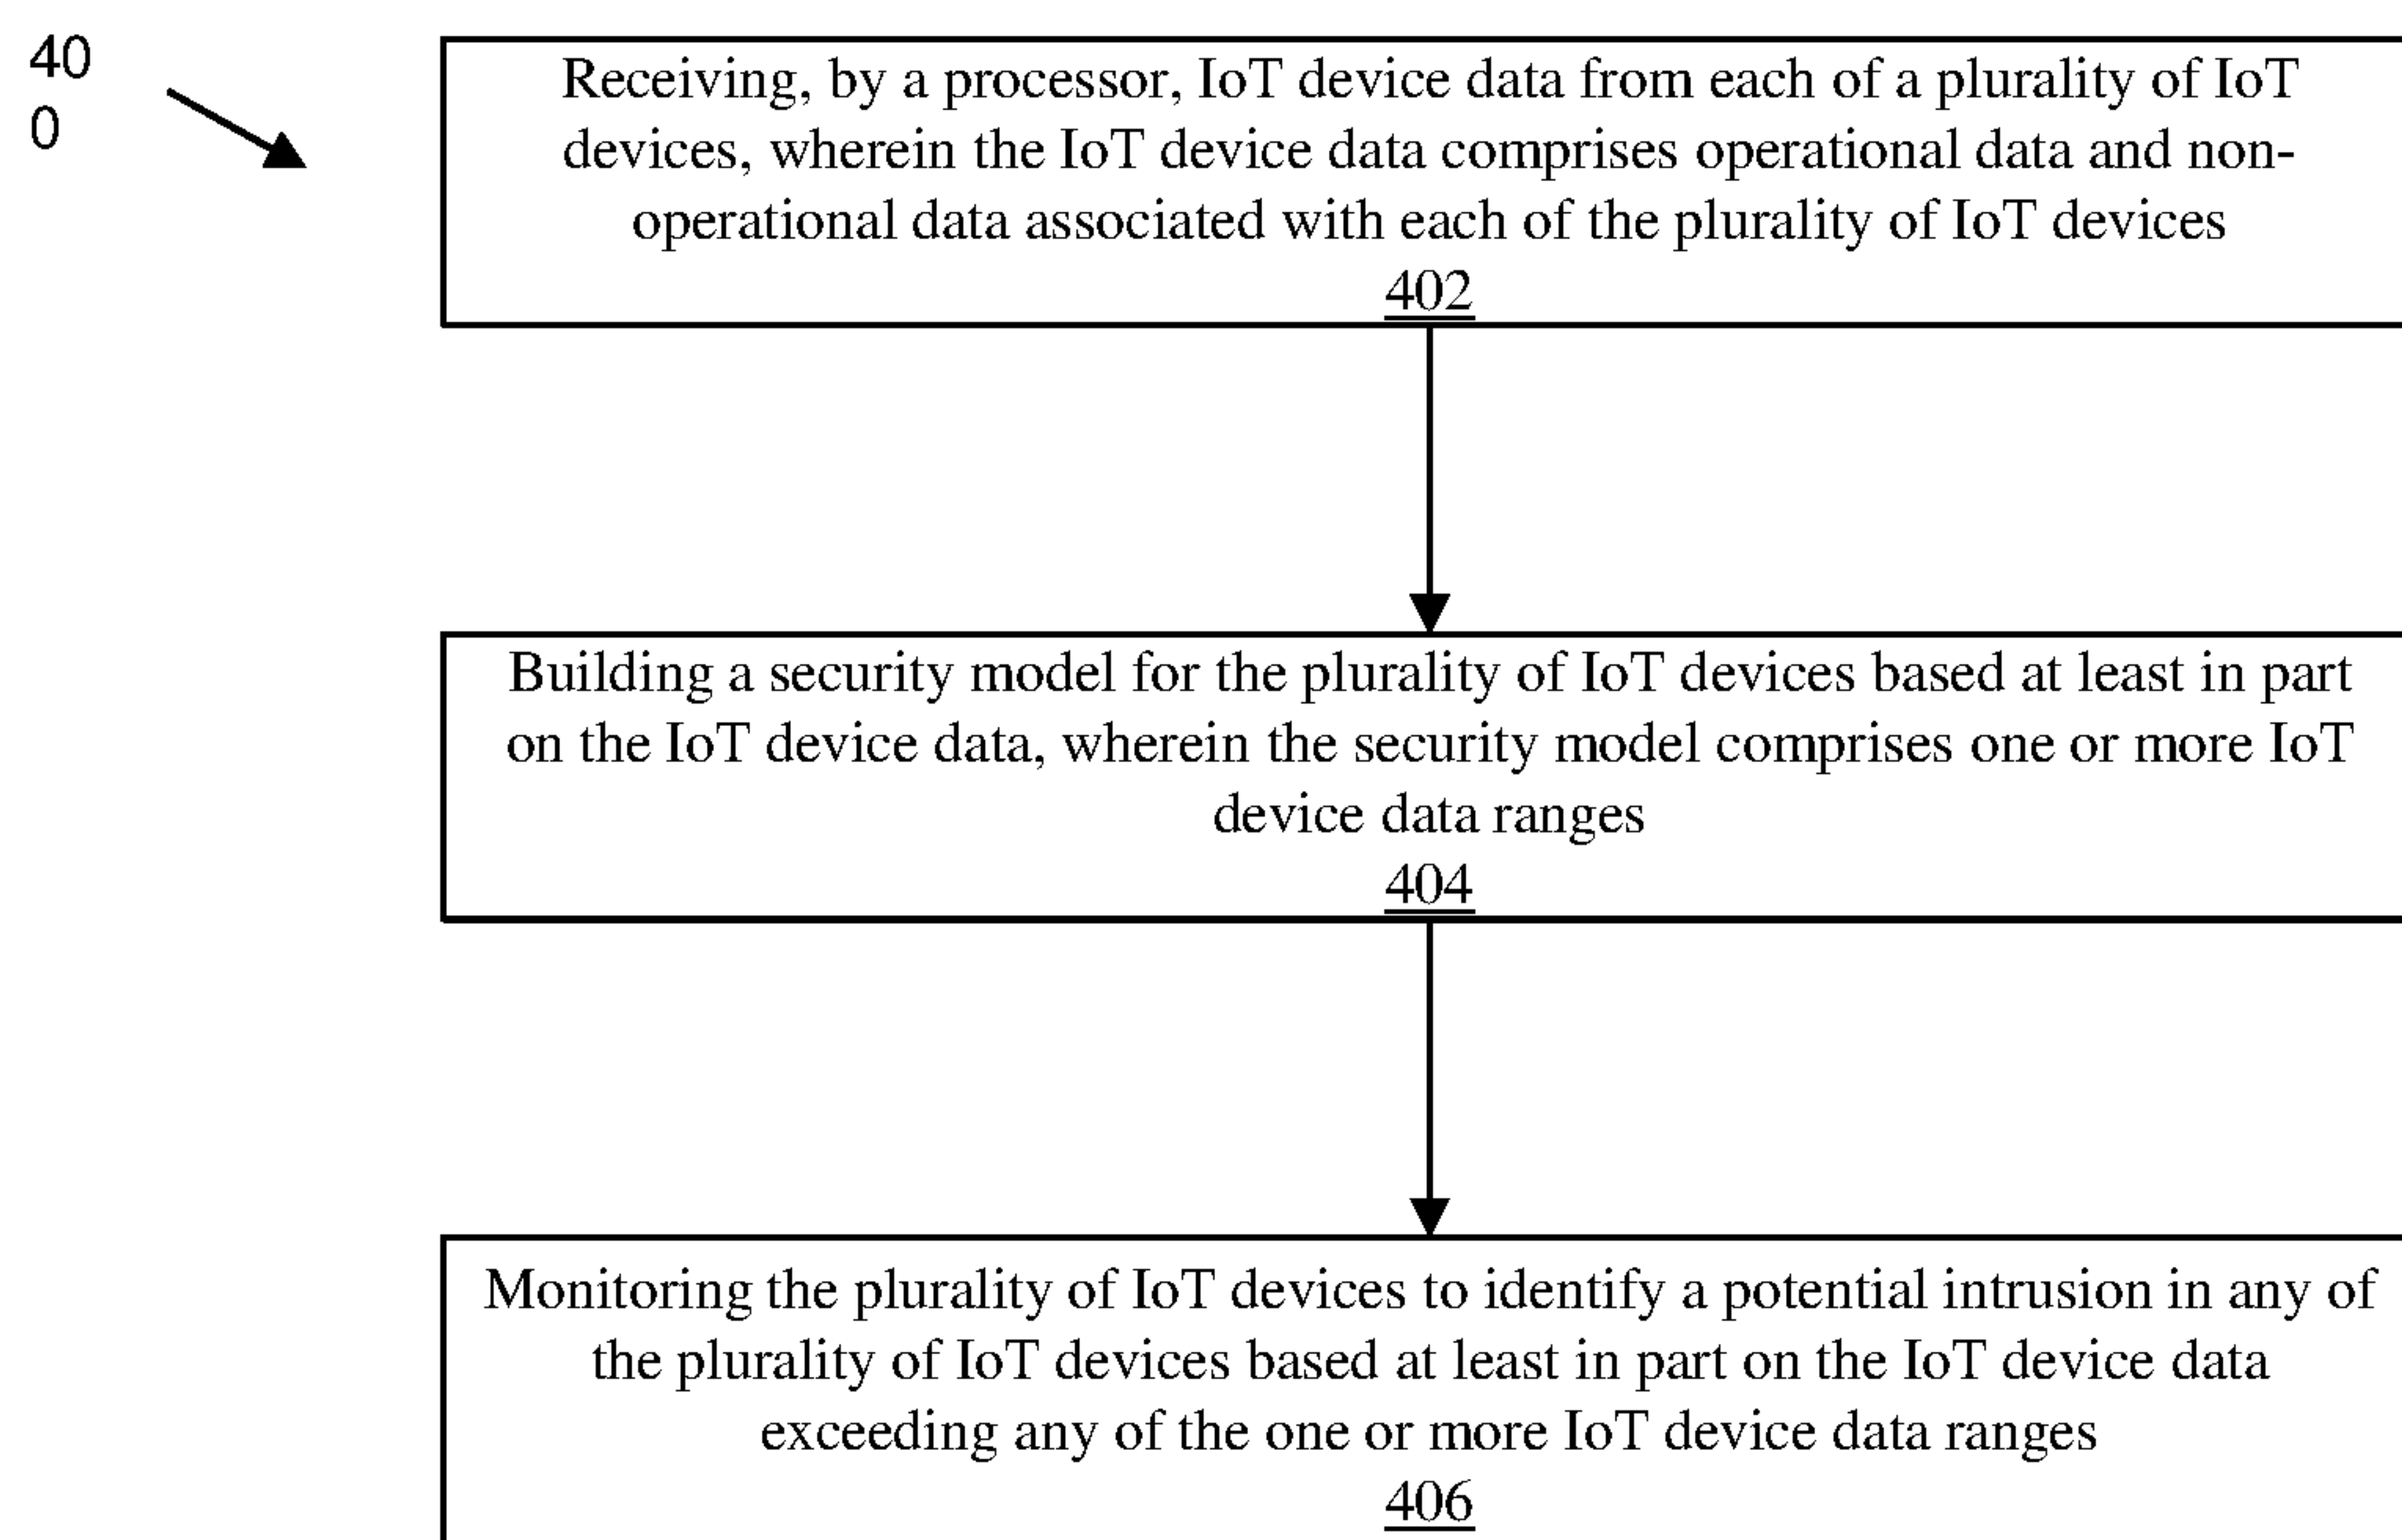 40
0
Receiving, by a processor, IoT device data from each of a plurality of IoT
devices, wherein the IoT device data comprises operational data and non-
operational data associated with each of the plurality of IoT devices
402
Building a security model for the plurality of IoT devices based at least in part
on the IoT device data, wherein the security model comprises one or more IoT
device data ranges
404
Monitoring the plurality of IoT devices to identify a potential intrusion in any of
the plurality of IoT devices based at least in part on the IoT device data
exceeding any of the one or more IoT device data ranges
406